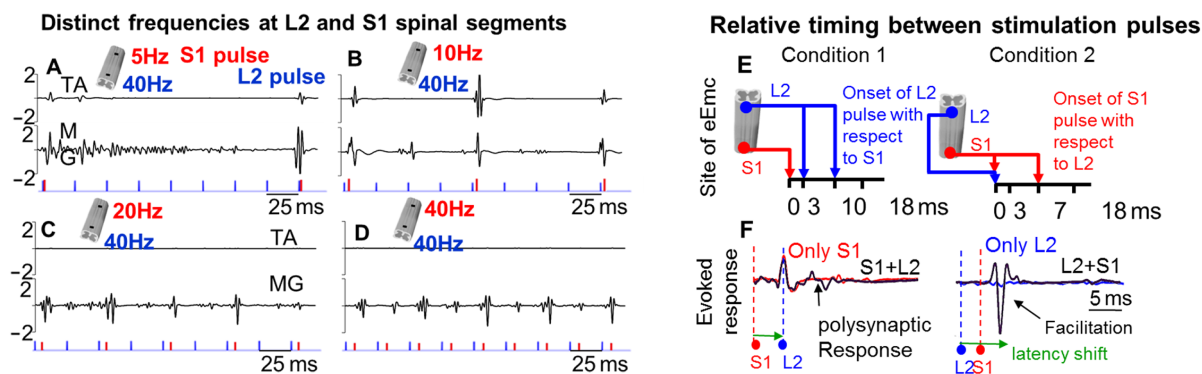 Distinct frequencies at L2 and S1 spinal segments
A
5Hz S1 pulse
TA
40Hz
L2 pulse
2
−2
2
M
G
−2
25 ms
B
10Hz
40Hz
25 ms
C
20Hz
40Hz
TA
2
−2
MG
2
−2
25 ms
D
40Hz
40Hz
25 ms
Relative timing between stimulation pulses
E
Condition 1
Site of eEmc
L2
S1
Onset of L2
pulse with
respect
to S1
0 3 10 18 ms
Condition 2
L2
S1
Onset of S1
pulse with
respect
to L2
0 3 7 18 ms
F
Evoked
response
Only S1
S1+L2
polysynaptic
Response
S1
L2
Only L2
L2+S1
5 ms
Facilitation
latency shift
L2
S1